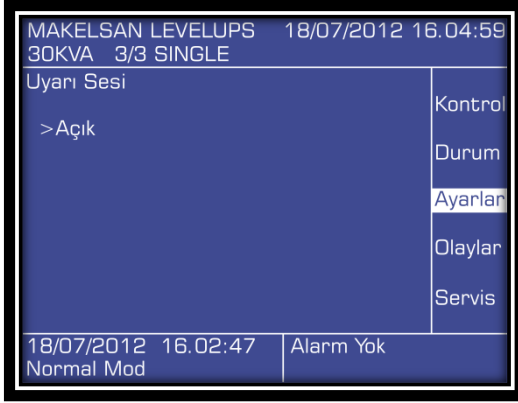 MAKELSAN LEVELUPS 18/07/2012 16.04:59
30KVA 3/3 SINGLE
Uyarı Sesi
>Açık
Kontrol
Durum
Ayarlar
Olaylar
Servis
18/07/2012 16.02:47 Alarm Yok
Normal Mod